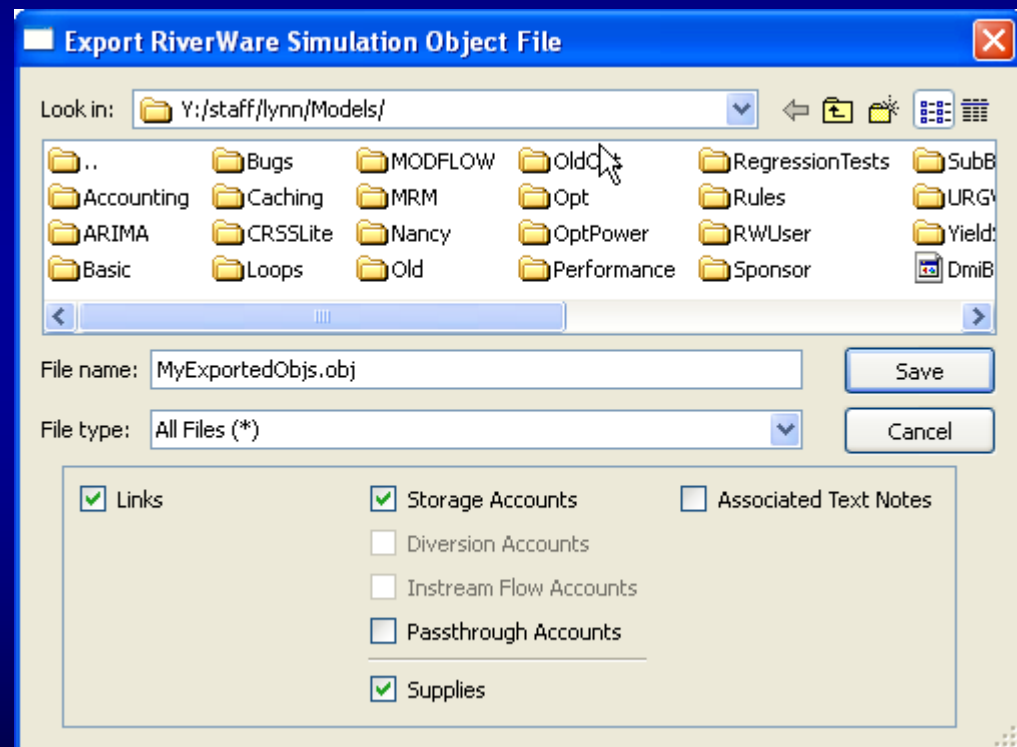 Export RiverWare Simulation Object File
Look in: Y:/staff/lynn/Models/
.. Bugs MODFLOW RegressionTests
Accounting Caching MRM Opt Rules
ARIMA CRSSLite Nancy OptPower RWUser
Basic Loops Old Performance Sponsor
File name: MyExportedObjs.obj Save
File type: All Files (*) Cancel
Links Storage Accounts Associated Text Notes
Diversion Accounts
Instream Flow Accounts
Passthrough Accounts
Supplies